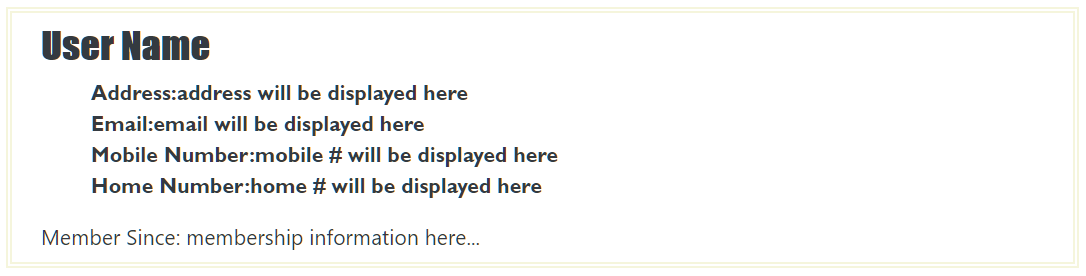 User Name
Address:address will be displayed here
Email:email will be displayed here
Mobile Number:mobile # will be displayed here
Home Number:home # will be displayed here
Member Since: membership information here...